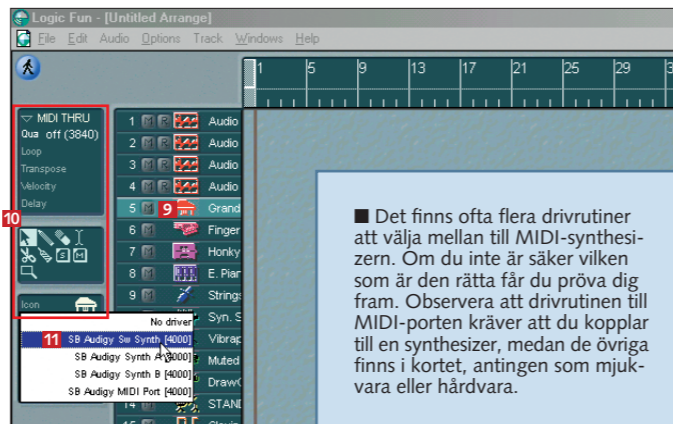 Logic Fun - [Untitled Arrange]
File Edit Audio Options Track Windows Help
1 5 9 13 17 21 25 29 3
MIDI THRU
Qua off (3840)
Loop
Transpose
Velocity
Delay
10
1 M R Audio
2 M R Audio
3 M R Audio
4 M R Audio
5 M 9 Grand
6 M Finger
7 M Honky
8 M E. Pian
9 M Strings
Syn. S
Vibrap
Muted
Draw
14 M STAND
15
Icon
No driver
11 SB Audigy Sw Synth [4000]
SB Audigy Synth A [4000]
SB Audigy Synth B [4000]
SB Audigy MIDI Port [4000]
■ Det finns ofta flera drivrutiner
att välja mellan till MIDI-synthesi-
zern. Om du inte är säker vilken
som är den rätta får du pröva dig
fram. Observera att drivrutinen till
MIDI-porten kräver att du kopplar
till en synthesizer, medan de övriga
finns i kortet, antingen som mjuk-
vara eller hårdvara.